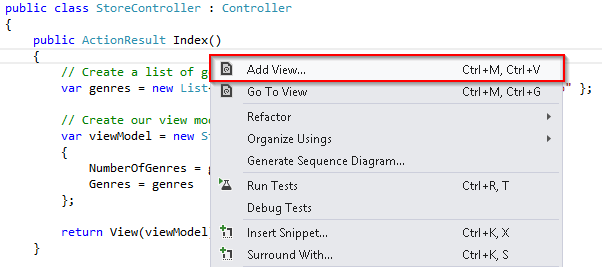 public class StoreController : Controller
{
public ActionResult Index()
{
// Create a list of g
var genres = new List " };
// Create our view mod
var viewModel = new St
{
NumberOfGenres = g
Genres = genres
};
return View(viewModel
}
Add View... Ctrl+M, Ctrl+V
Go To View Ctrl+M, Ctrl+G
Refactor
Organize Usings
Generate Sequence Diagram...
Run Tests Ctrl+R, T
Debug Tests
Insert Snippet... Ctrl+K, X
Surround With... Ctrl+K, S